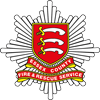 ESSEX COUNTY
FIRE & RESCUE SERVICE